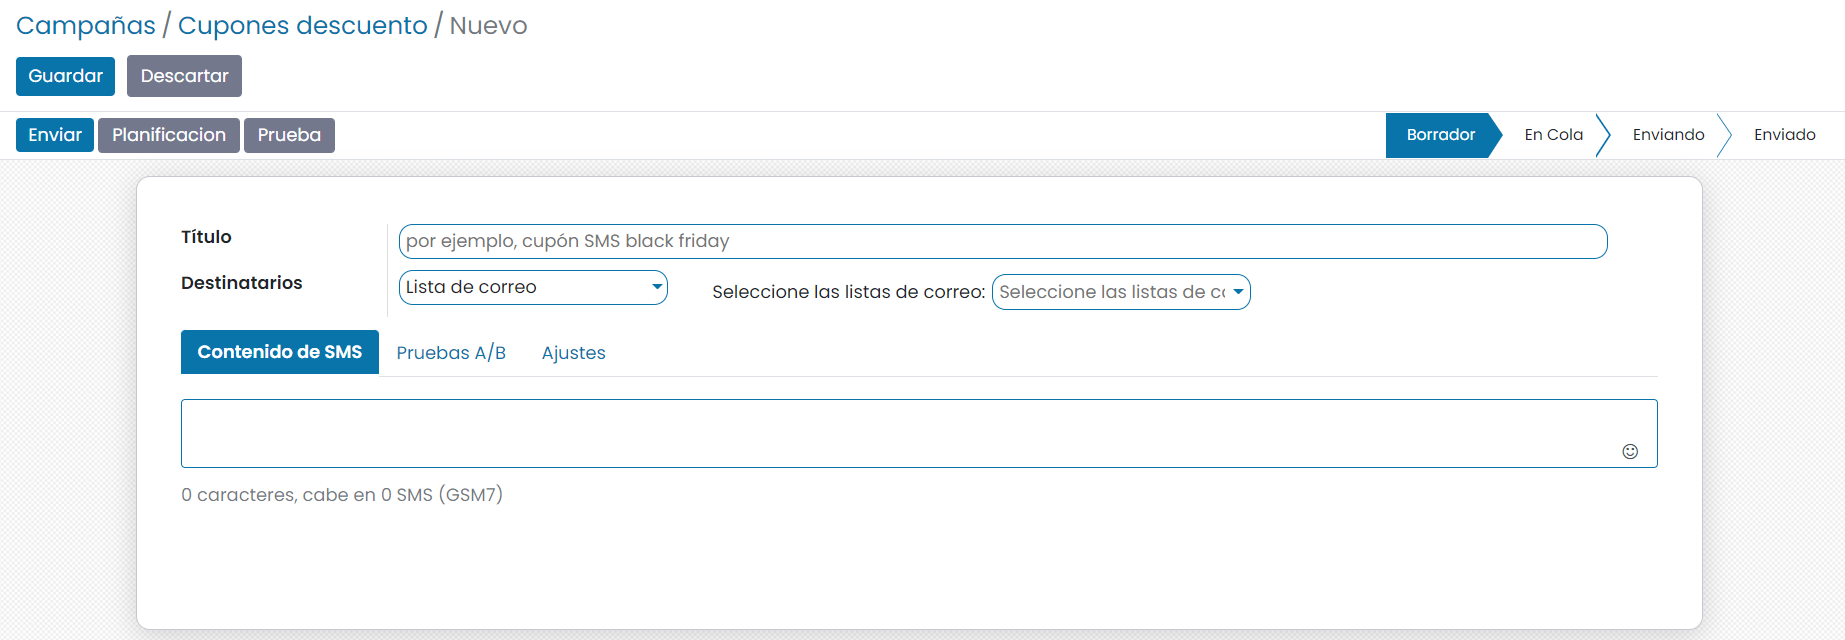 Campañas / Cupones descuento / Nuevo
Guardar Descartar
Enviar Planificacion Prueba Borrador En Cola Enviando Enviado
Título por ejemplo, cupón SMS black friday
Destinatarios Lista de correo Seleccione las listas de correo: Seleccione las listas de co
Contenido de SMS Pruebas A/B Ajustes
0 caracteres, cabe en 0 SMS (GSM7)